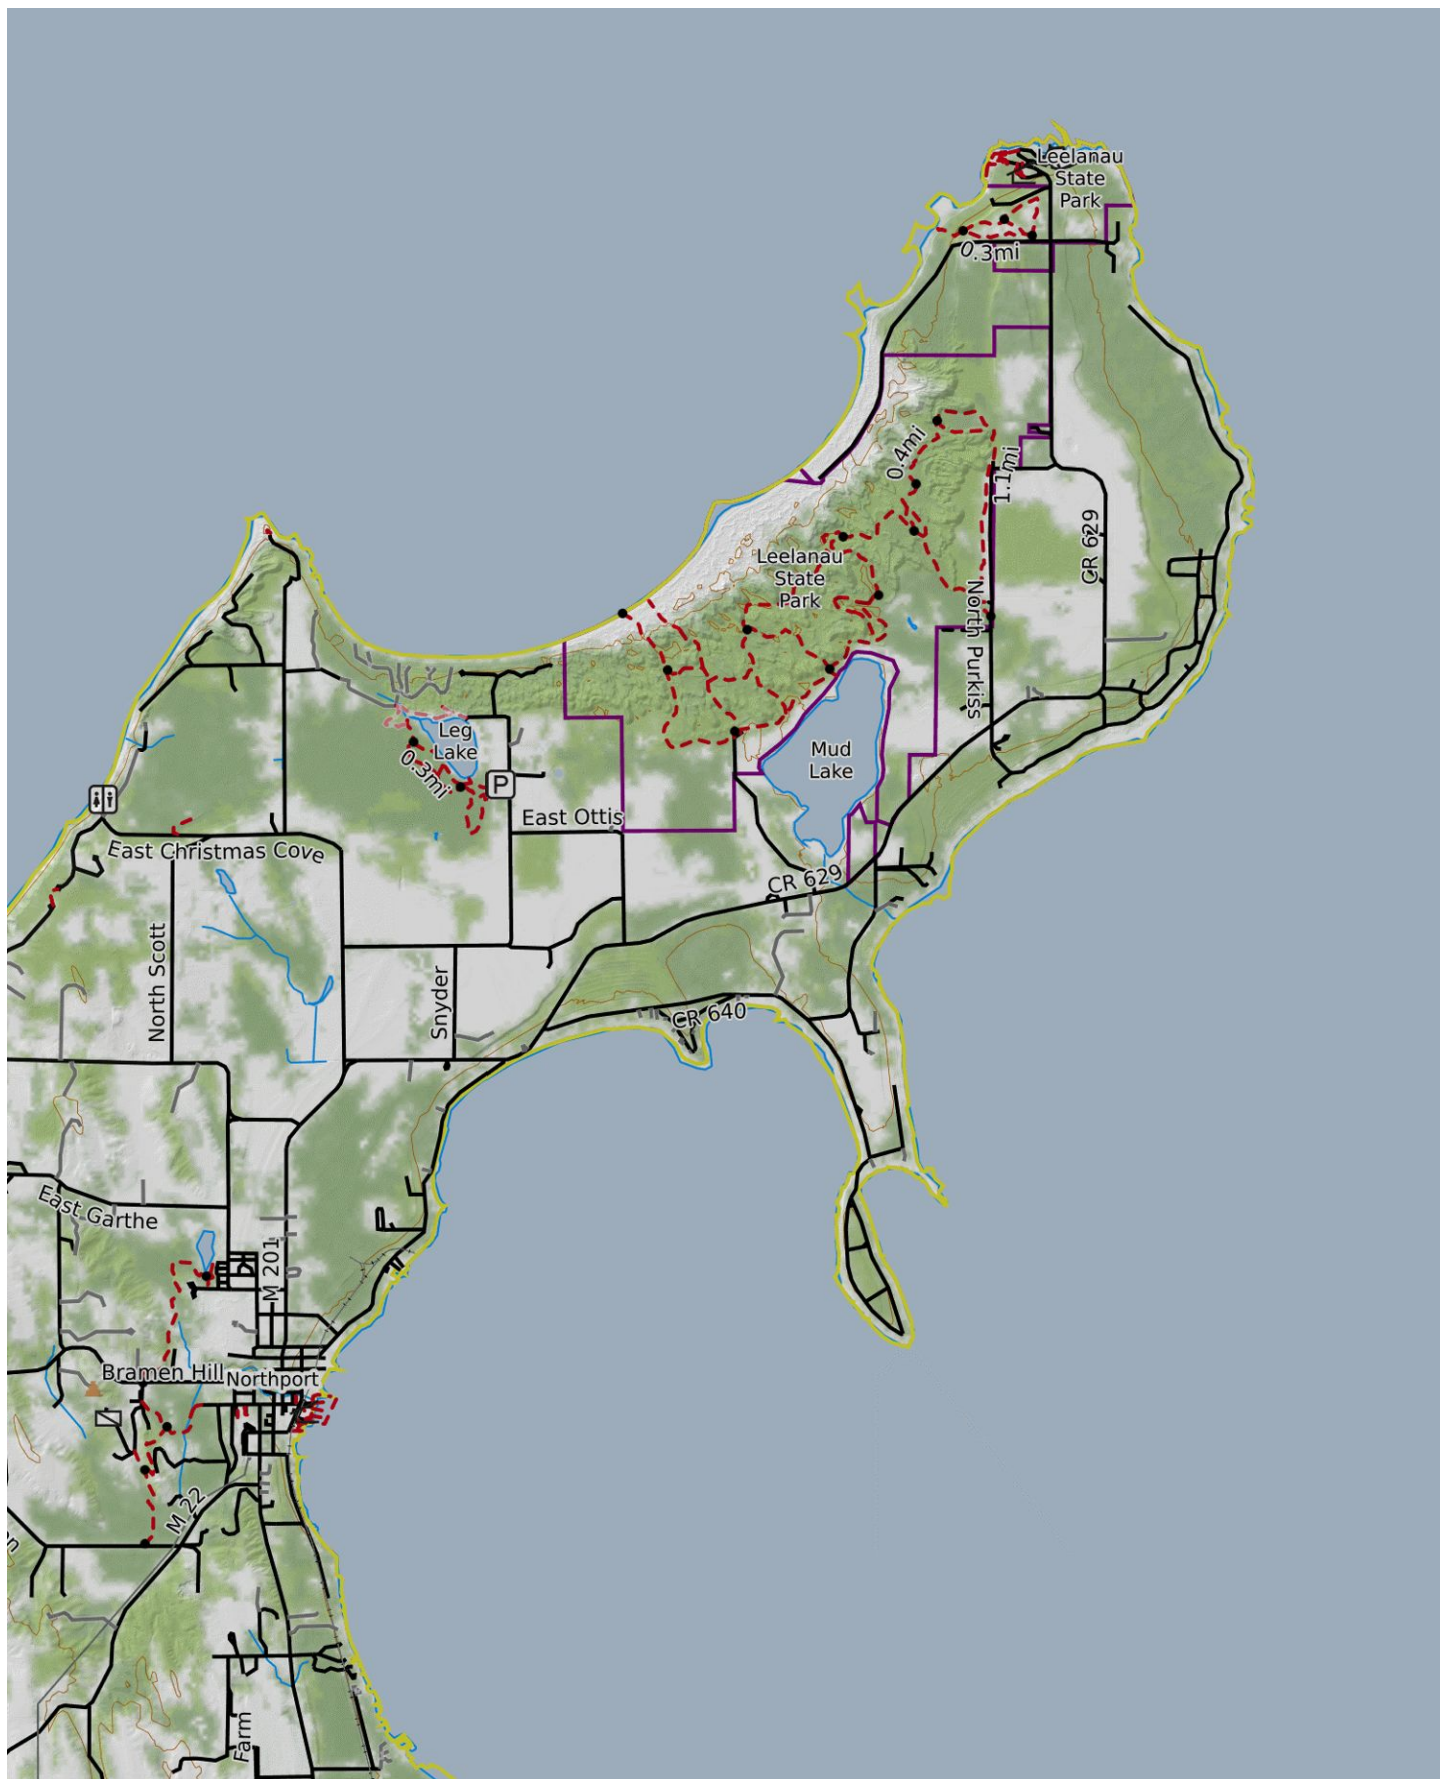 Leelanau
State
Park
0.3mi
0.4mi
1.1mi
CR 629
Leelanau
State
Park
North Purkiss
Leg
Lake
0.3mi
P
Mud
Lake
East Ottis
East Christmas Cove
CR 629
North Scott
Snyder
CR 640
East Garthe
M 201
Bramen Hill
Northport
M 22
Farm